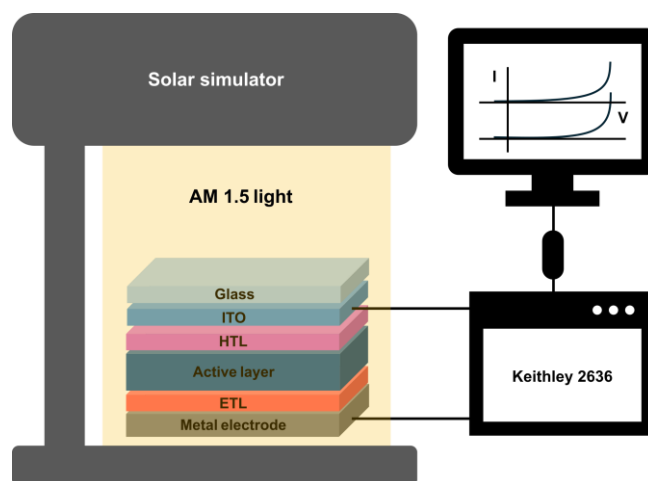 Solar simulator
AM 1.5 light
Glass
ITO
HTL
Active layer
ETL
Metal electrode
I
V
Keithley 2636